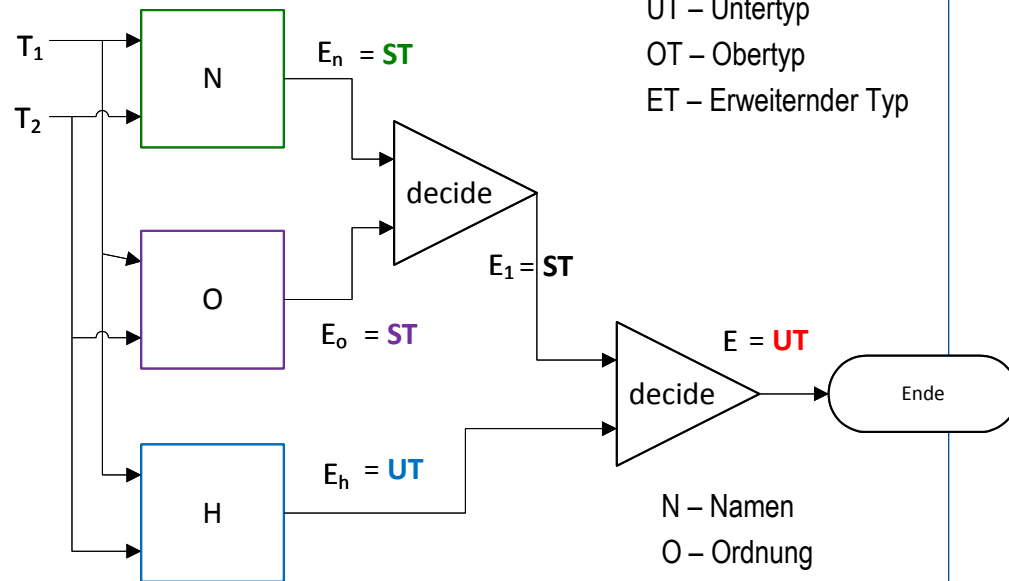 UT – Untertyp
T₁
Eₙ = ST
OT – Obertyp
N
ET – Erweiternder Typ
T₂
decide
E₁ = ST
O
Eₒ = ST
E = UT
decide
Ende
Eₕ = UT
H
N – Namen
O – Ordnung